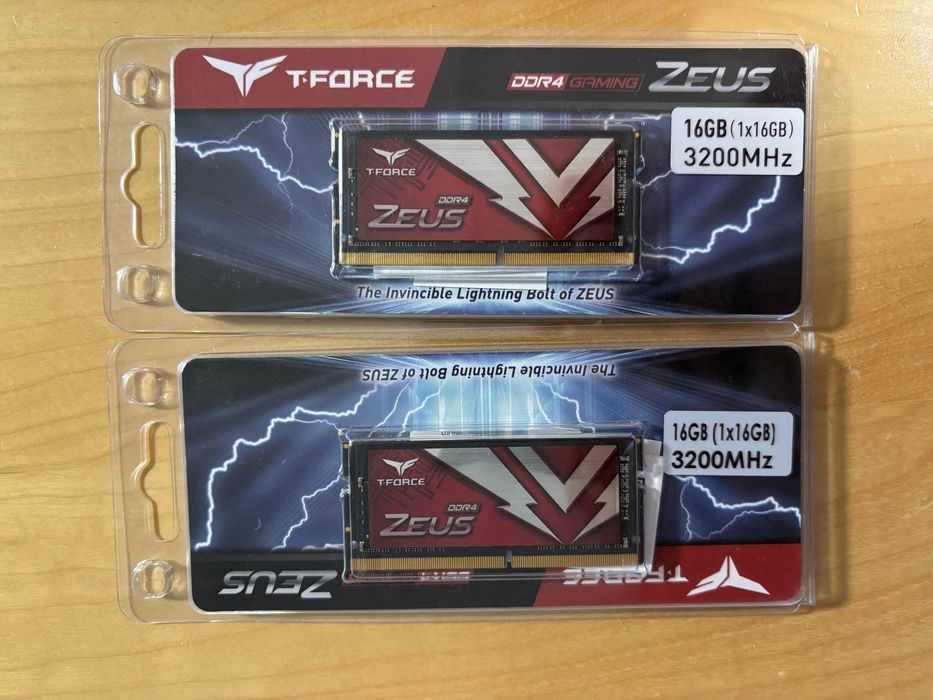 T-FORCE
DDR4 GAMING ZEUS
16GB (1x16GB)
3200MHz
T-FORCE
DDR4
ZEUS
The Invincible Lightning Bolt of ZEUS
The Invincible Lightning Bolt of ZEUS
16GB (1x16GB)
3200MHz
T-FORCE
DDR4
ZEUS
ZEUS
DDR4
T-FORCE